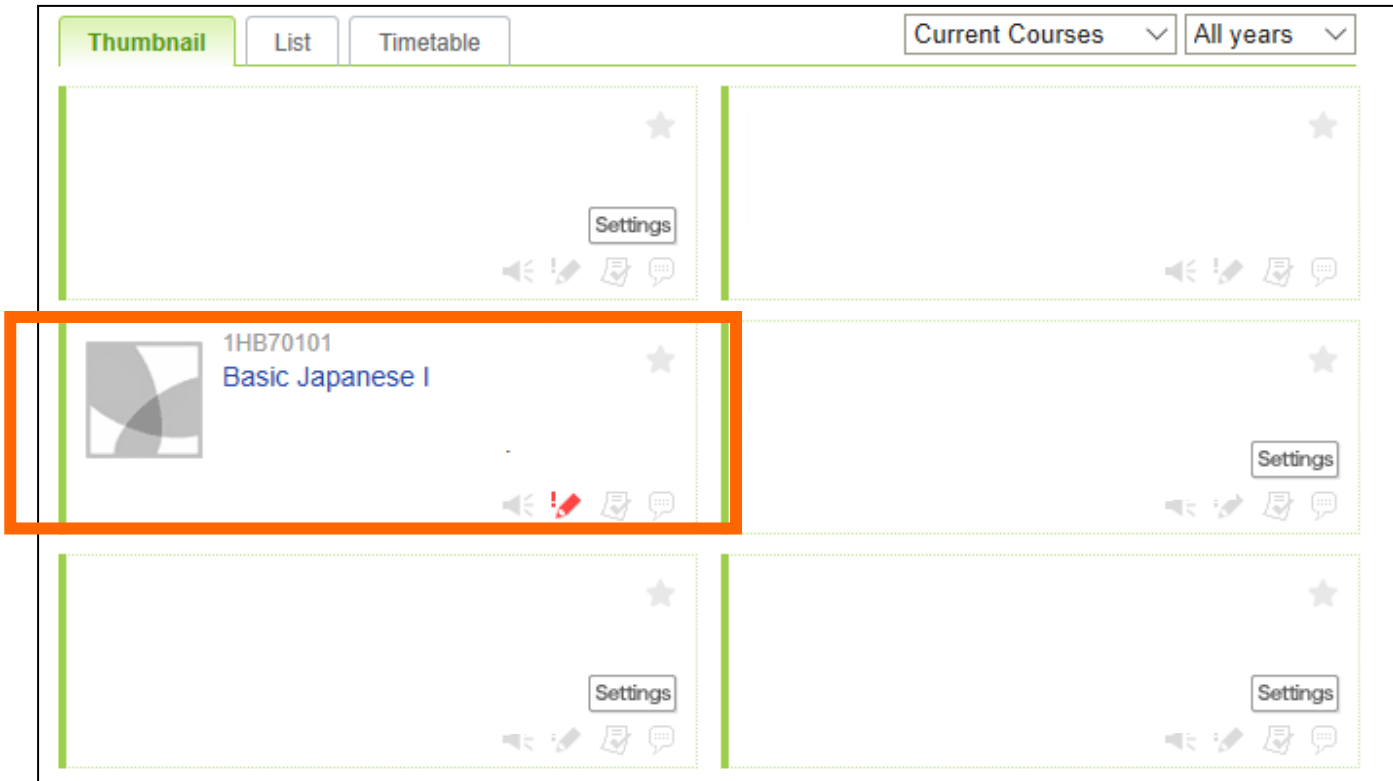 Thumbnail List Timetable Current Courses All years
Settings
1HB70101
Basic Japanese I
Settings
Settings
Settings